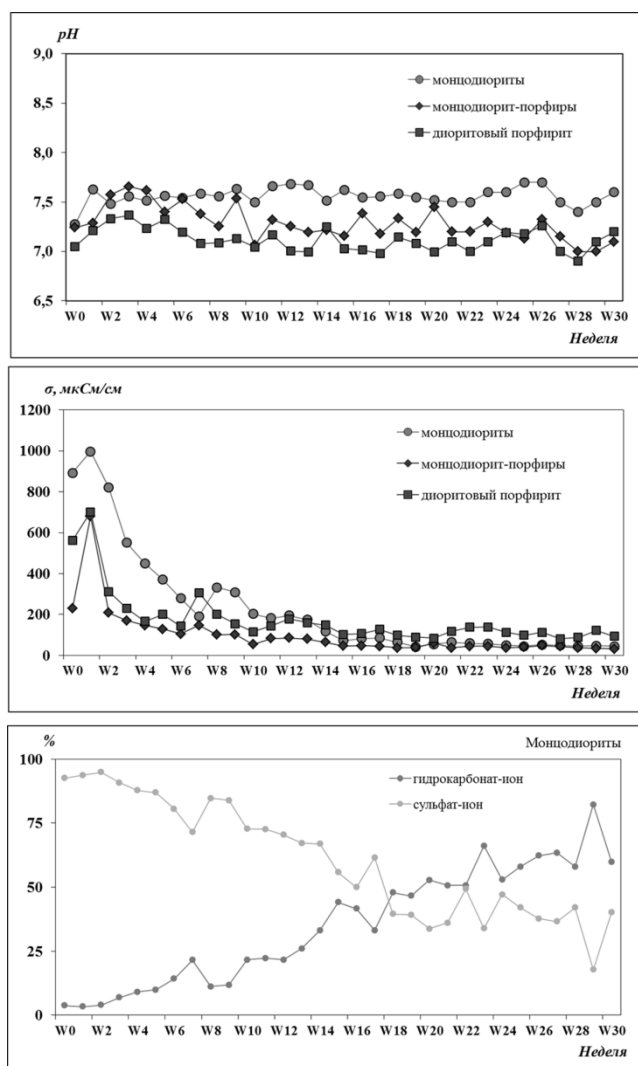 pH
9,0
8,5
8,0
7,5
7,0
6,5
монцодиориты
монцодиорит-порфиры
диоритовый порфирит
W0 W2 W4 W6 W8 W10 W12 W14 W16 W18 W20 W22 W24 W26 W28 W30
Неделя
σ, мкСм/см
1200
1000
800
600
400
200
0
монцодиориты
монцодиорит-порфиры
диоритовый порфирит
W0 W2 W4 W6 W8 W10 W12 W14 W16 W18 W20 W22 W24 W26 W28 W30
Неделя
%
Монцодиориты
100
75
50
25
0
гидрокарбонат-ион
сульфат-ион
W0 W2 W4 W6 W8 W10 W12 W14 W16 W18 W20 W22 W24 W26 W28 W30
Неделя